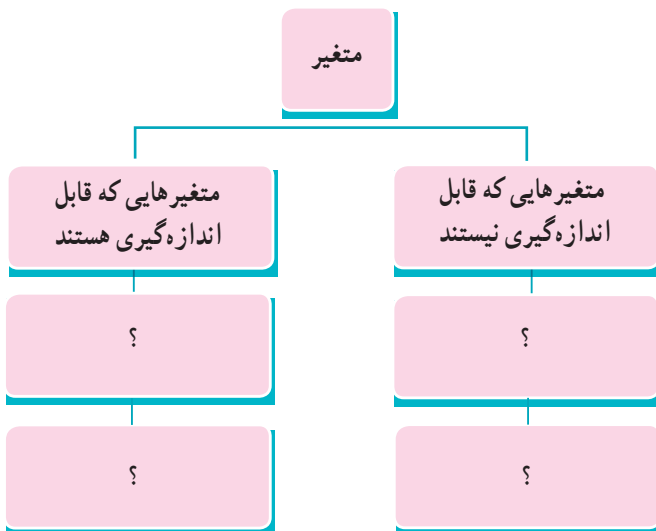 متغیر
متغیرهایی که قابل
اندازه‌گیری نیستند
متغیرهایی که قابل
اندازه‌گیری هستند
؟
؟
؟
؟